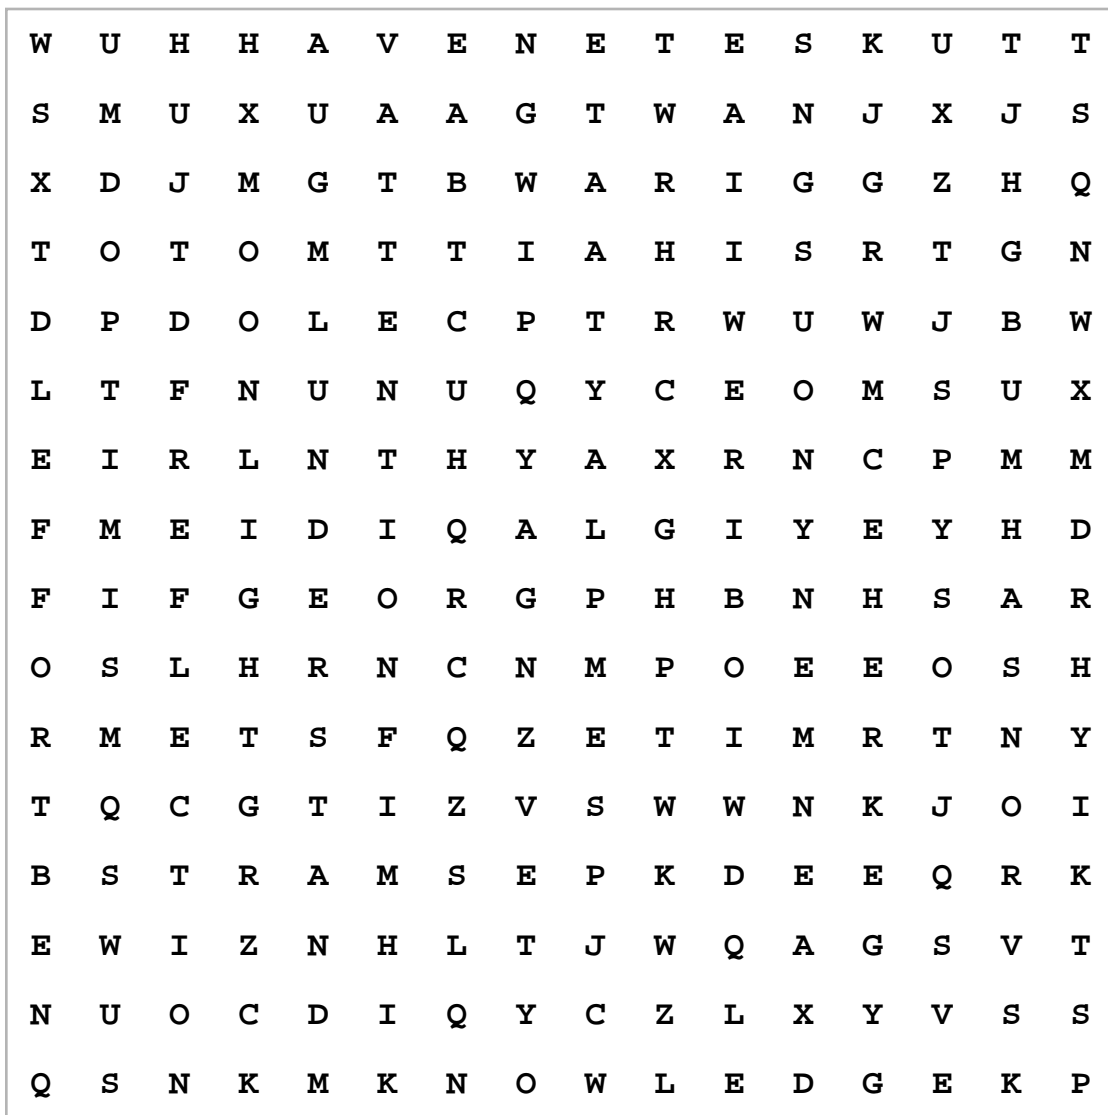 W U H H A V E N E T E S K U T T
S M U X U A A G T W A N J X J S
X D J M G T B W A R I G G Z H Q
T O T O M T T I A H I S R T G N
D P D O L E C P T R W U W J B W
L T F N U N U Q Y C E O M S U X
E I R L N T H Y A X R N C P M M
F M E I D I Q A L G I Y E Y H D
F I F G E O R G P H B N H S A R
O S L H R N C N M P O E E O S H
R M E T S F Q Z E T I M R T N Y
T Q C G T I Z V S W W N K J O I
B S T R A M S E P K D E E Q R K
E W I Z N H L T J W Q A G S V T
N U O C D I Q Y C Z L X Y V S S
Q S N K M K N O W L E D G E K P